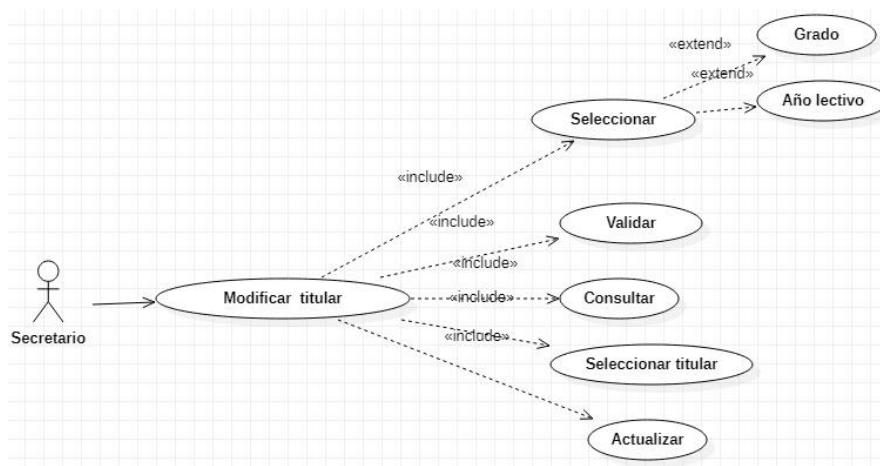 Grado
«extend»
«extend»
Año lectivo
Seleccionar
«include»
«include»
Validar
«include»
Modificar titular
«include»
Consultar
Secretario
«include»
Seleccionar titular
Actualizar